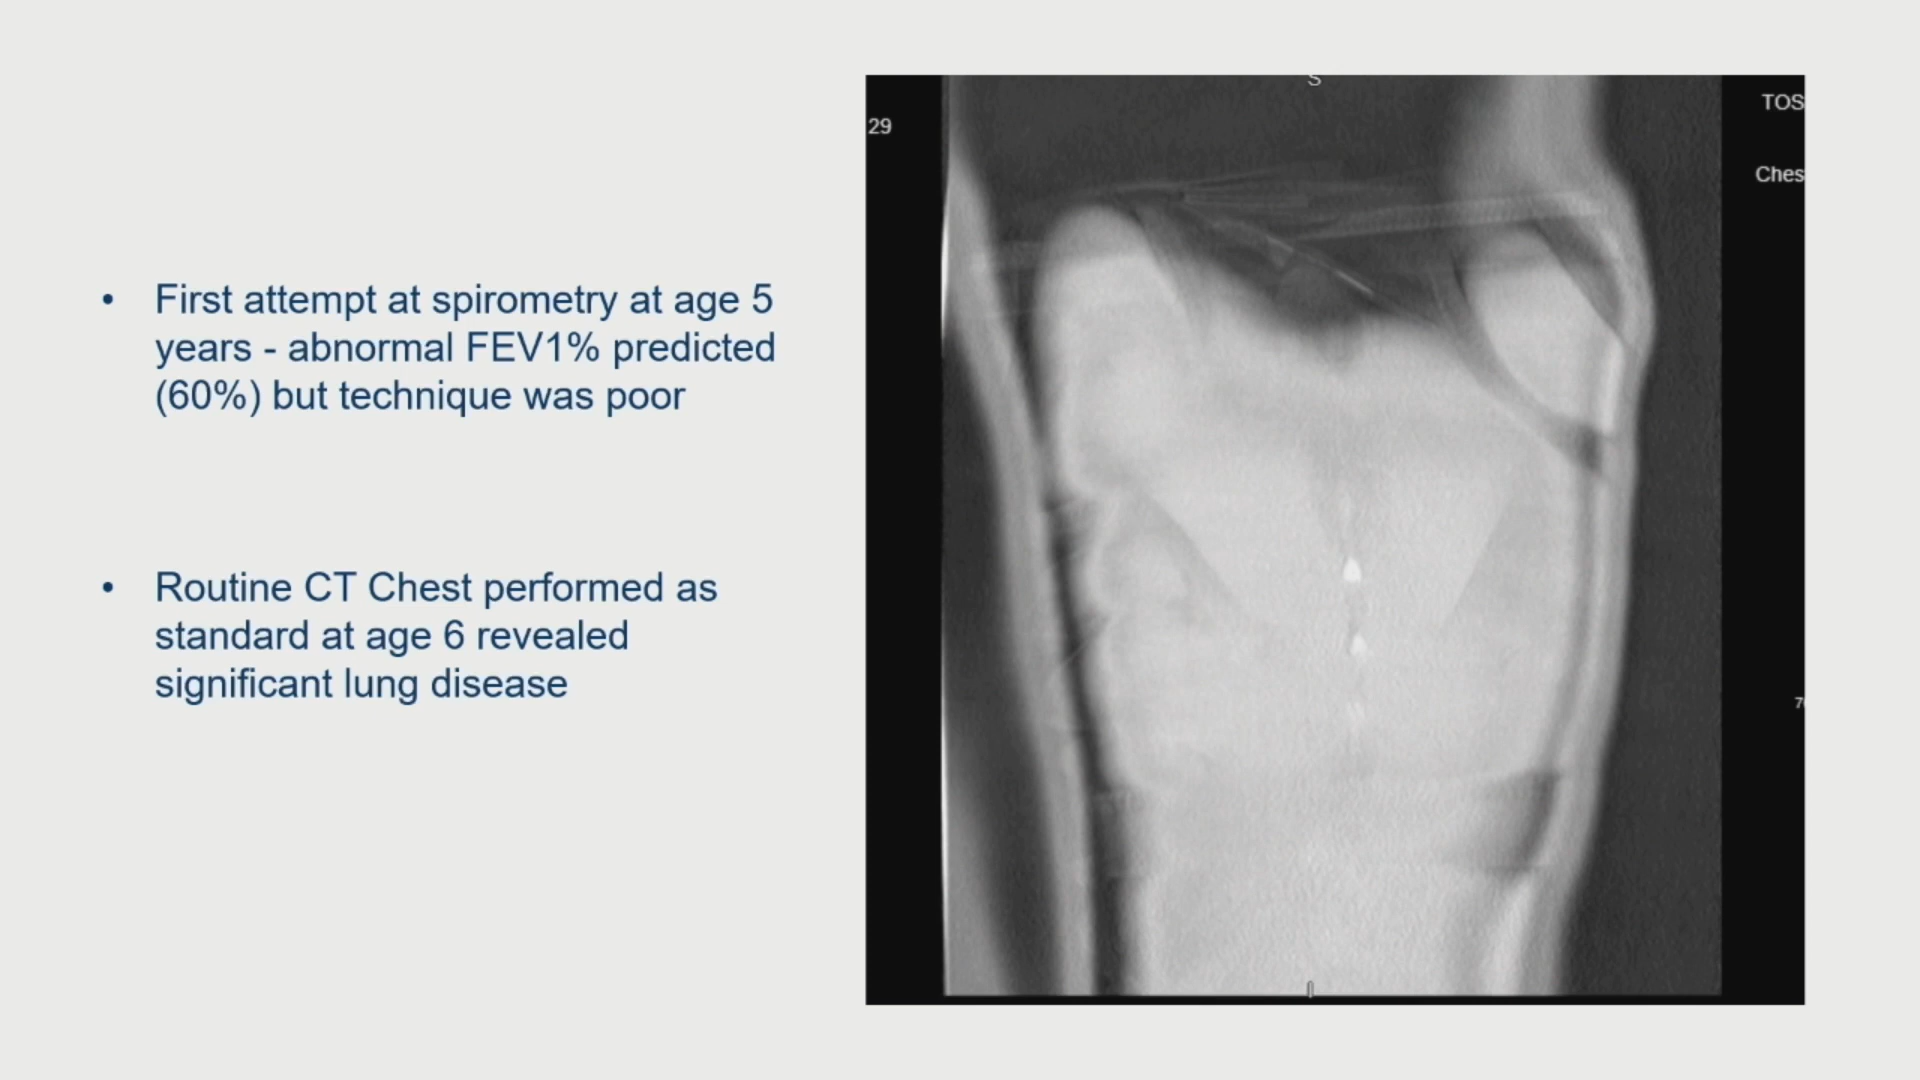 • First attempt at spirometry at age 5
years - abnormal FEV1% predicted
(60%) but technique was poor
• Routine CT Chest performed as
standard at age 6 revealed
significant lung disease
S
29
TOS
Ches
I